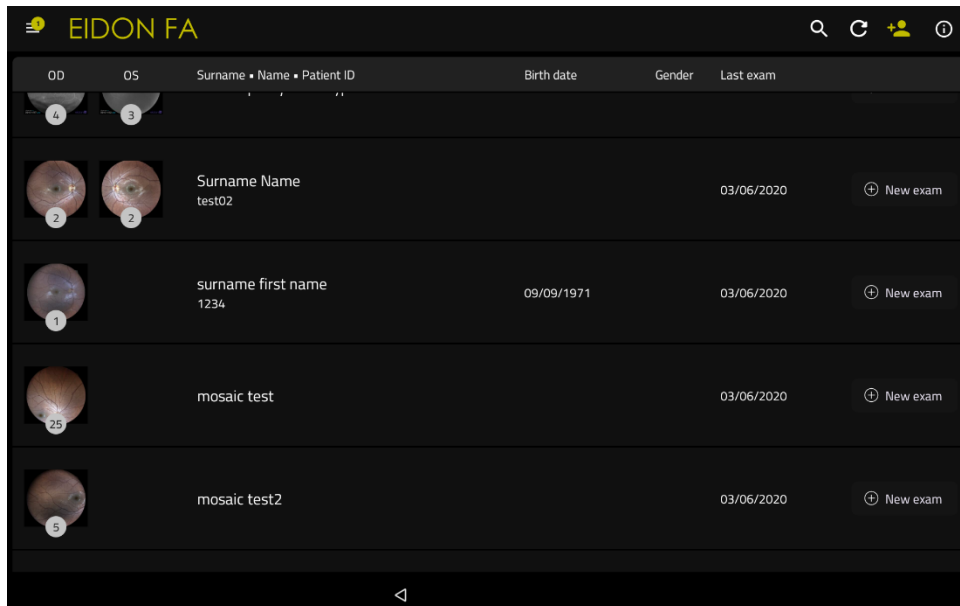 1
EIDON FA
OD OS Surname • Name • Patient ID Birth date Gender Last exam
4 3
Surname Name
test02
03/06/2020
New exam
2 2
surname first name
1234
09/09/1971
03/06/2020
New exam
1
mosaic test
03/06/2020
New exam
25
mosaic test2
03/06/2020
New exam
5